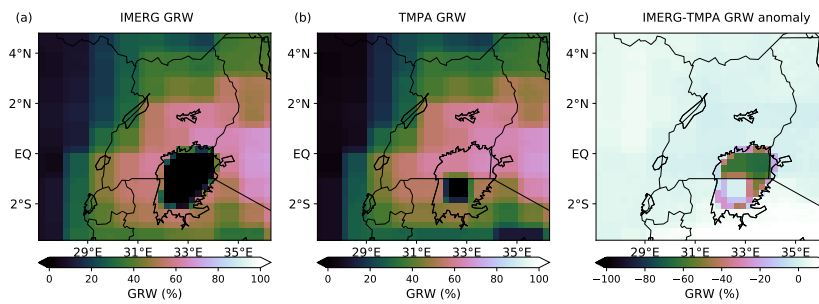 (a) IMERG GRW
(b) TMPA GRW
(c) IMERG-TMPA GRW anomaly
4°N
2°N
EQ
2°S
29°E 31°E 33°E 35°E
29°E 31°E 33°E 35°E
29°E 31°E 33°E 35°E
0 20 40 60 80 100
GRW (%)
0 20 40 60 80 100
GRW (%)
−100 −80 −60 −40 −20 0
GRW (%)
4°N
2°N
EQ
2°S
4°N
2°N
EQ
2°S